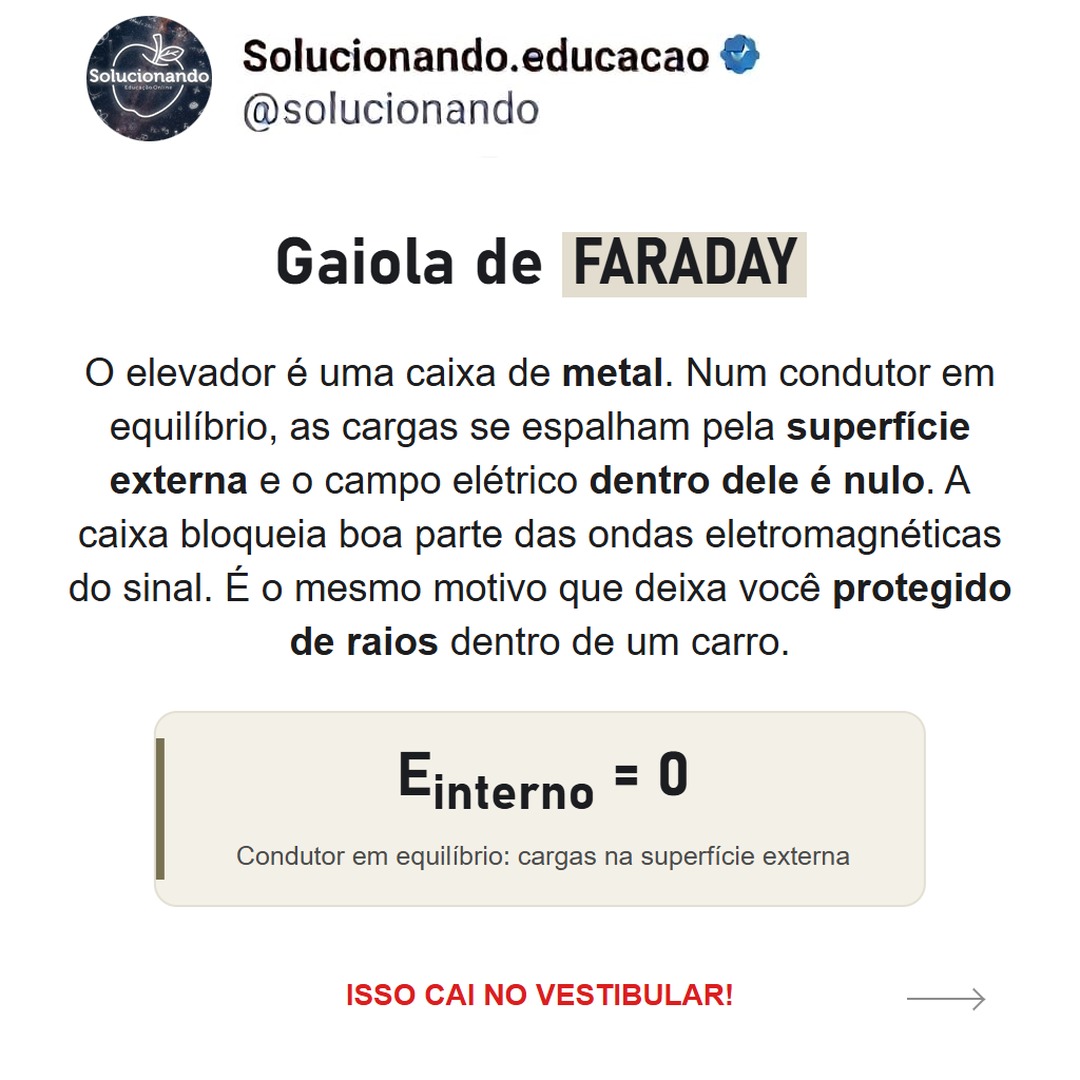 Solucionando
Educação Online
Solucionando.educacao
@solucionando
Gaiola de FARADAY
O elevador é uma caixa de metal. Num condutor em
equilíbrio, as cargas se espalham pela superfície
externa e o campo elétrico dentro dele é nulo. A
caixa bloqueia boa parte das ondas eletromagnéticas
do sinal. É o mesmo motivo que deixa você protegido
de raios dentro de um carro.
Einterno = 0
Condutor em equilíbrio: cargas na superfície externa
ISSO CAI NO VESTIBULAR!